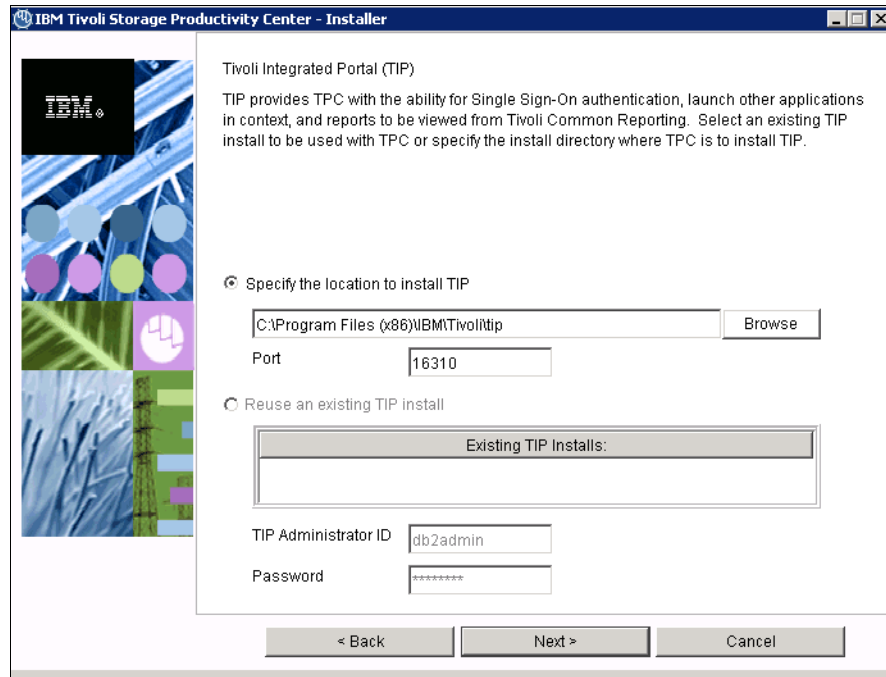 IBM Tivoli Storage Productivity Center - Installer
IBM®
Tivoli Integrated Portal (TIP)
TIP provides TPC with the ability for Single Sign-On authentication, launch other applications
in context, and reports to be viewed from Tivoli Common Reporting. Select an existing TIP
install to be used with TPC or specify the install directory where TPC is to install TIP.
Specify the location to install TIP
C:\Program Files (x86)\IBM\Tivoli\tip
Browse
Port
16310
Reuse an existing TIP install
Existing TIP Installs:
TIP Administrator ID
db2admin
Password
********
< Back
Next >
Cancel